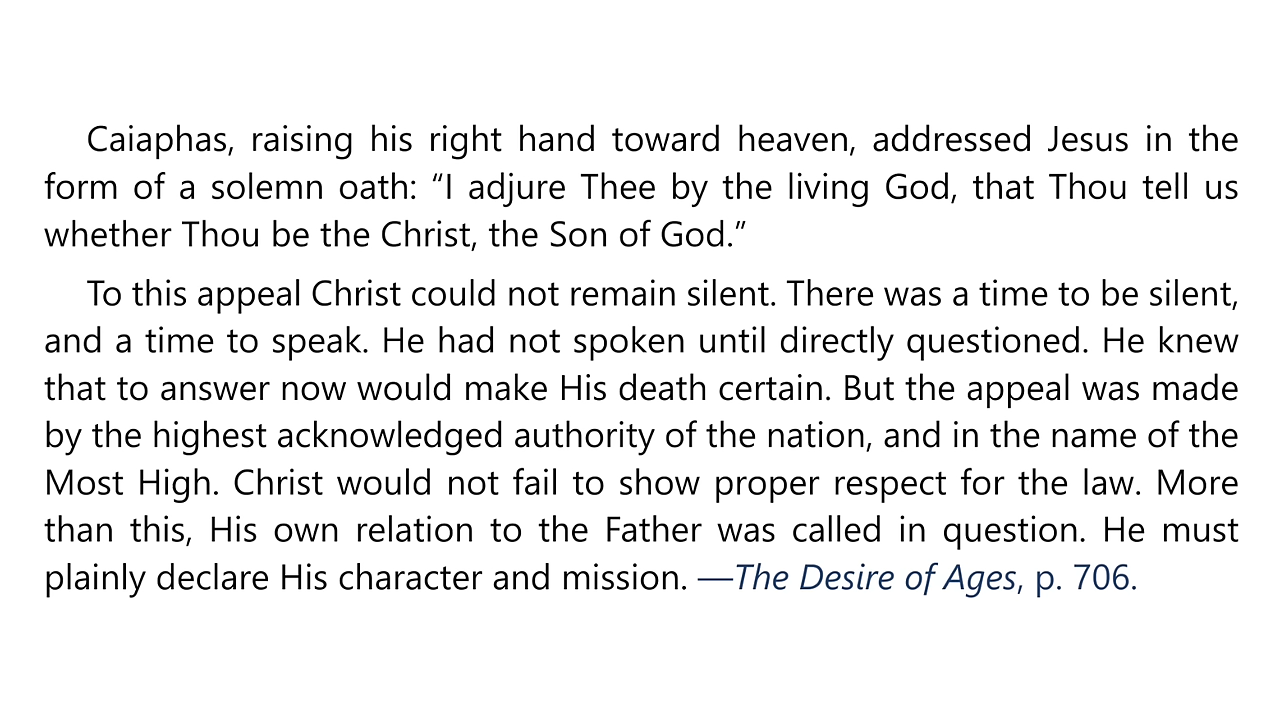 Caiaphas, raising his right hand toward heaven, addressed Jesus in the
form of a solemn oath: “I adjure Thee by the living God, that Thou tell us
whether Thou be the Christ, the Son of God.”
To this appeal Christ could not remain silent. There was a time to be silent,
and a time to speak. He had not spoken until directly questioned. He knew
that to answer now would make His death certain. But the appeal was made
by the highest acknowledged authority of the nation, and in the name of the
Most High. Christ would not fail to show proper respect for the law. More
than this, His own relation to the Father was called in question. He must
plainly declare His character and mission. —The Desire of Ages, p. 706.